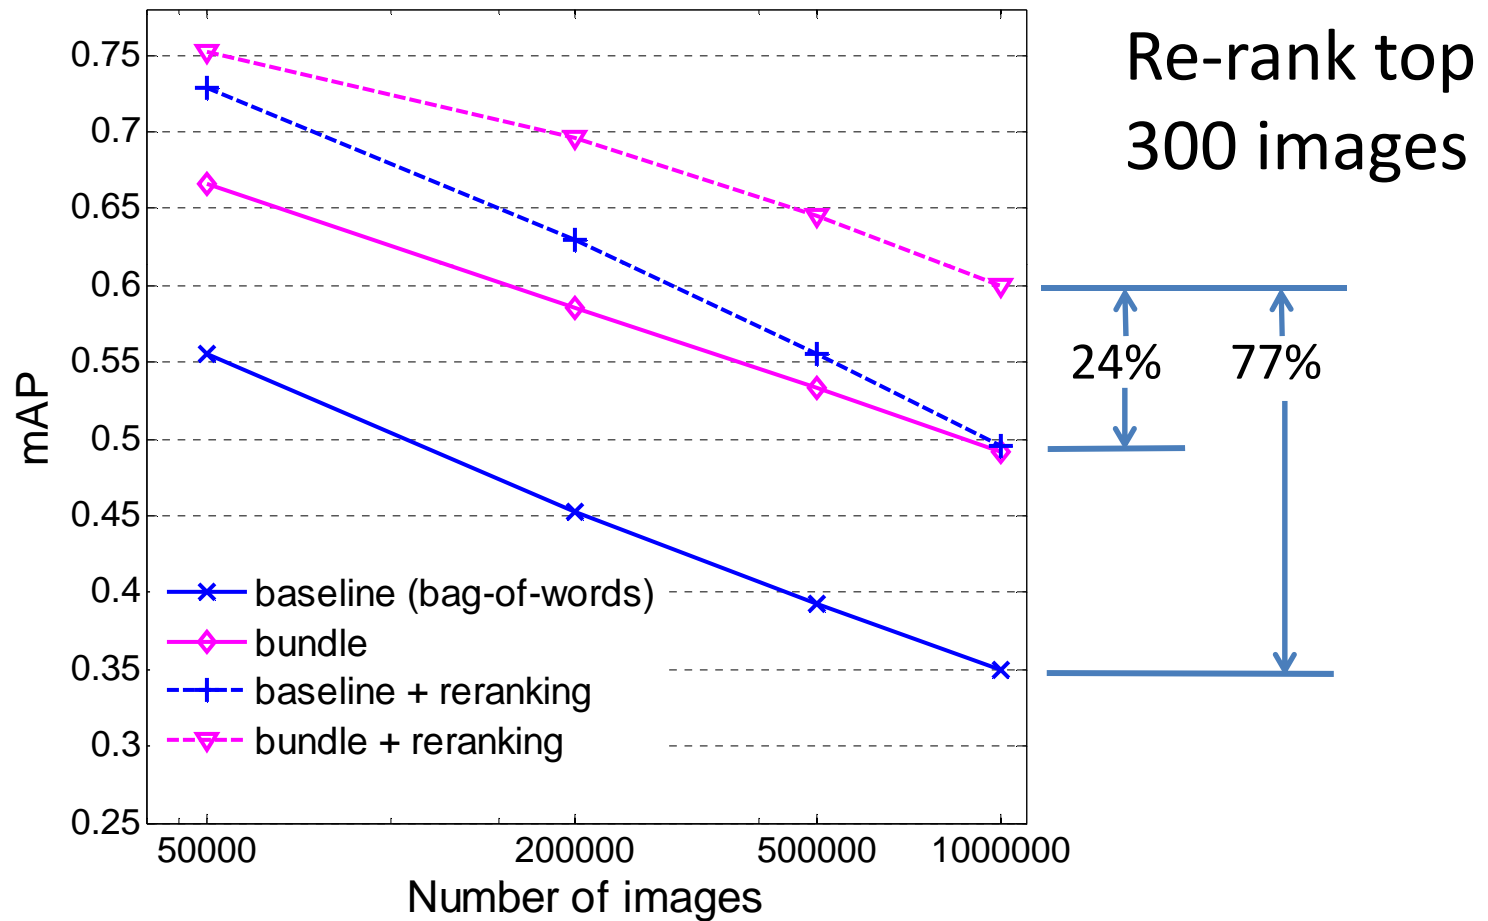 Re-rank top
300 images
0.75
0.7
0.65
0.6
0.55
0.5
0.45
0.4
0.35
0.3
0.25
mAP
24%
77%
baseline (bag-of-words)
bundle
baseline + reranking
bundle + reranking
50000
200000
500000
1000000
Number of images